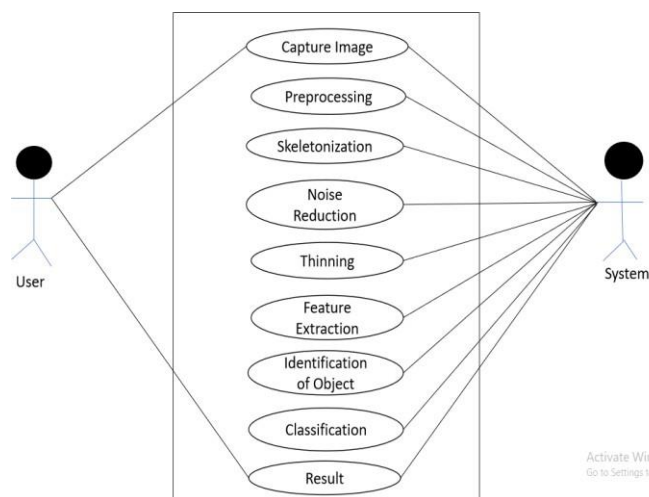 Capture Image
Preprocessing
Skeletonization
Noise
Reduction
Thinning
Feature
Extraction
Identification
of Object
Classification
Result
User
System
Activate Win
Go to Settings t